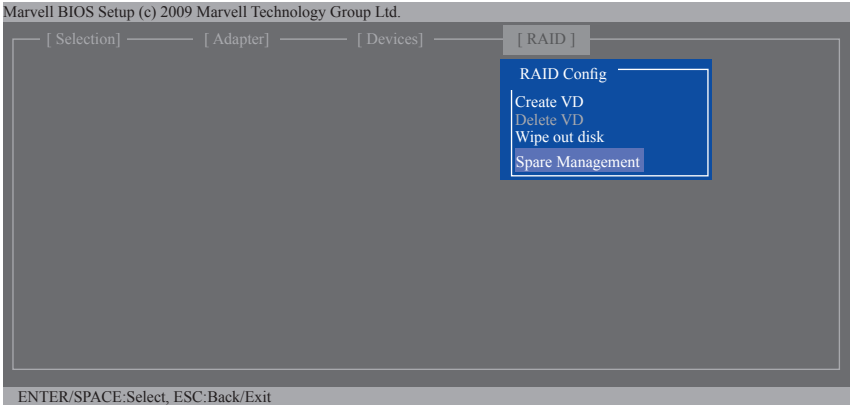 Marvell BIOS Setup (c) 2009 Marvell Technology Group Ltd.
[ Selection] [ Adapter] [ Devices] [ RAID ]
RAID Config
Create VD
Delete VD
Wipe out disk
Spare Management
ENTER/SPACE:Select, ESC:Back/Exit